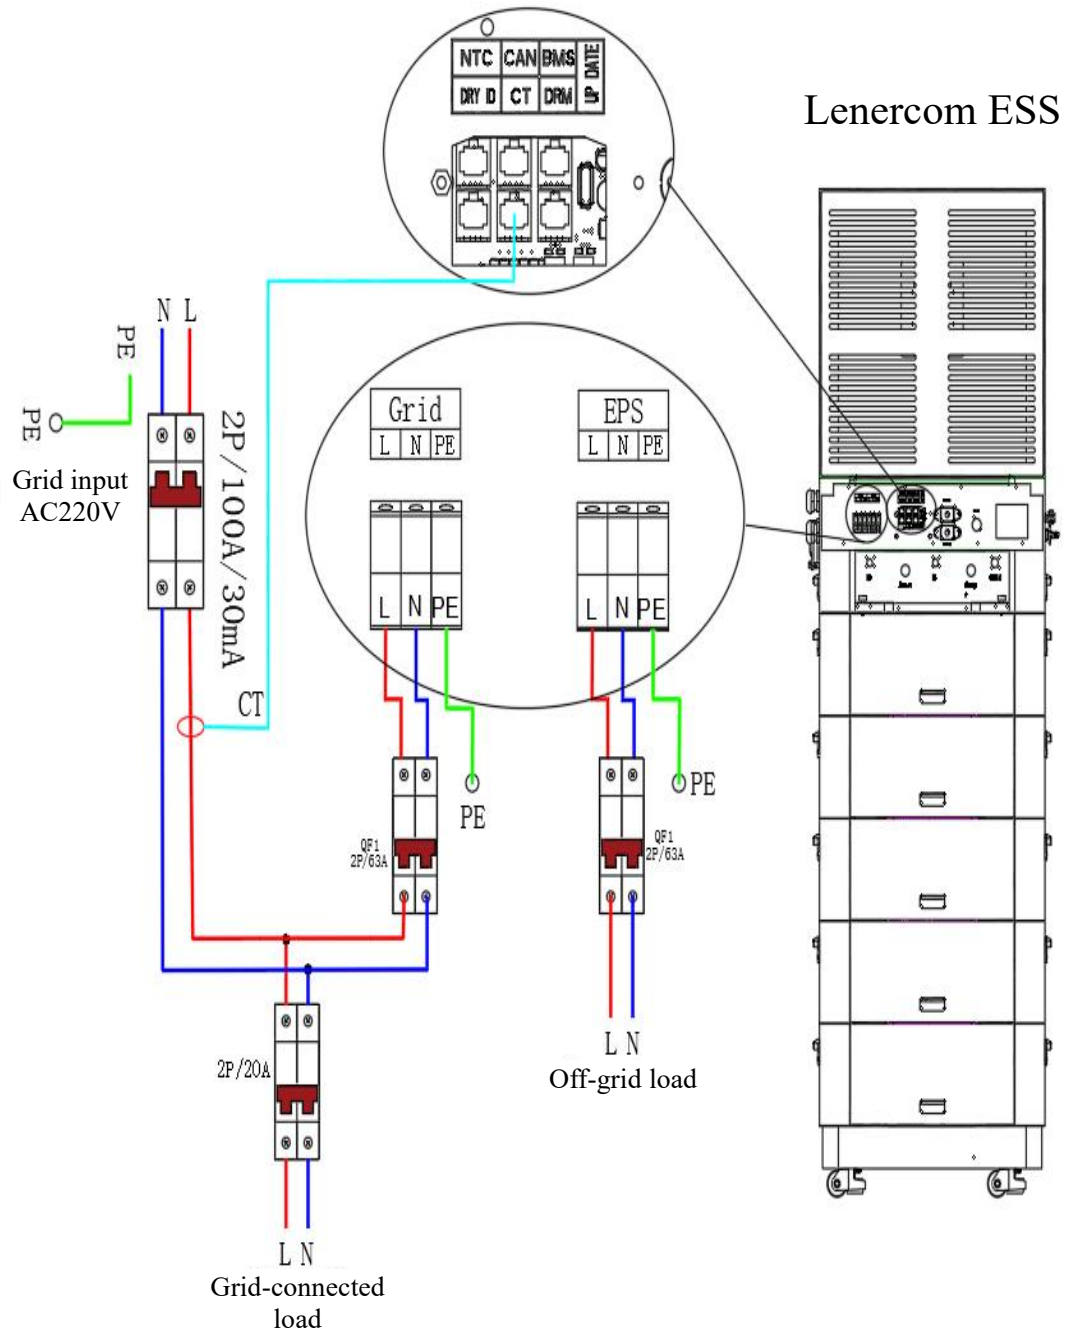 NTC CAN BMS UP DATE
DRY ID CT DRM
Lenercom ESS
N L
PE
PE
Grid input
AC220V
2P/100A/30mA
CT
Grid
L N PE
L N PE
EPS
L N PE
L N PE
PE
QF1
2P/63A
PE
QF1
2P/63A
L N
Off-grid load
2P/20A
L N
Grid-connected
load